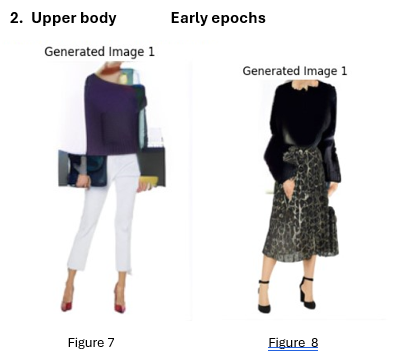 2. Upper body Early epochs
Generated Image 1
Generated Image 1
Figure 7 Figure 8